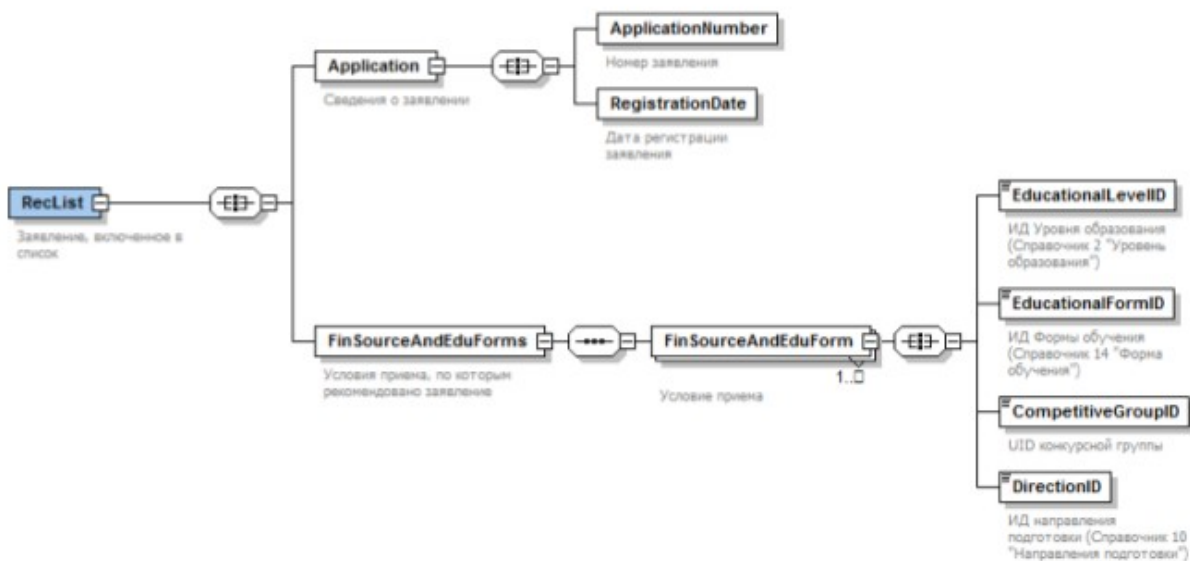 ApplicationNumber
Номер заявления
Application
Сведения о заявлении
RegistrationDate
Дата регистрации
заявления
RecList
Заявление, включенное в
список
EducationalLevelID
ИД Уровня образования
(Справочник 2 "Уровень
образования")
EducationalFormID
ИД Формы обучения
(Справочник 14 "Форма
обучения")
FinSourceAndEduForms
Условия приема, по которым
рекомендовано заявление
FinSourceAndEduForm
1..
Условие приема
CompetitiveGroupID
UID конкурсной группы
DirectionID
ИД направления
подготовки (Справочник 10
"Направления подготовки")